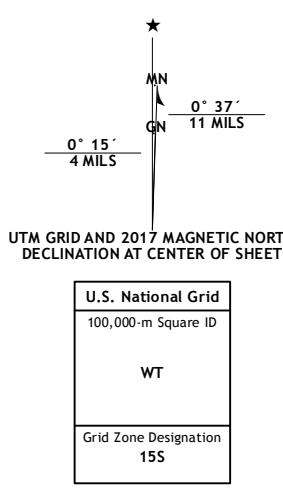 ★
MN
0° 37´
11 MILS
GN
0° 15´
4 MILS
UTM GRID AND 2017 MAGNETIC NORT
DECLINATION AT CENTER OF SHEET
U.S. National Grid
100,000-m Square ID
WT
Grid Zone Designation
15S